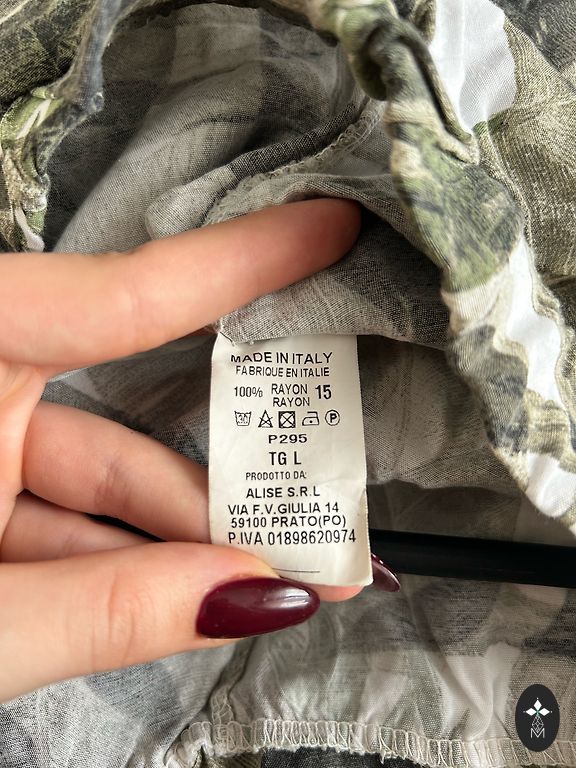 MADE IN ITALY
FABRIQUE EN ITALIE
100% RAYON 15
RAYON
30 P
P295
TG L
PRODOTTO DA:
ALISE S.R.L
VIA F.V.GIULIA 14
59100 PRATO(PO)
P.IVA 01898620974
M